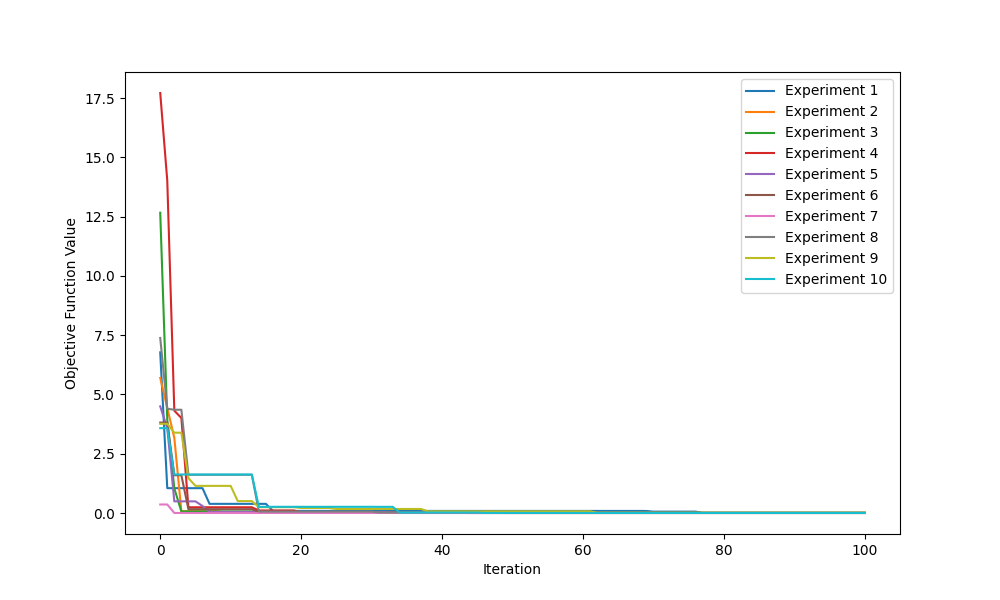 17.5
15.0
12.5
10.0
7.5
5.0
2.5
0.0
Objective Function Value
0 20 40 60 80 100
Iteration
Experiment 1
Experiment 2
Experiment 3
Experiment 4
Experiment 5
Experiment 6
Experiment 7
Experiment 8
Experiment 9
Experiment 10